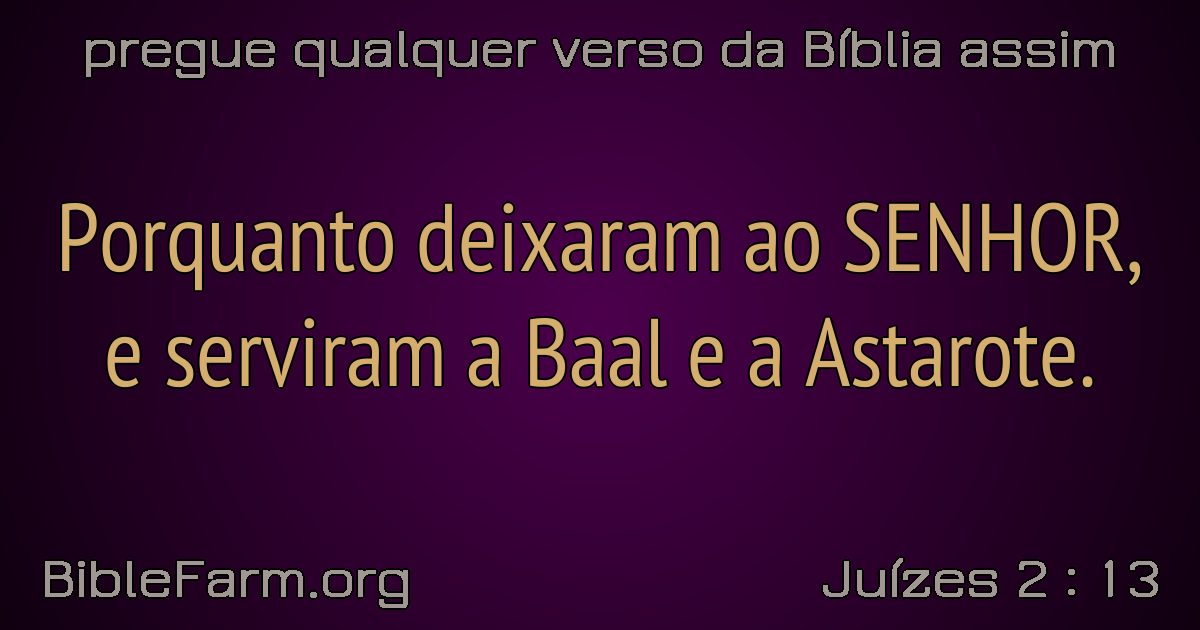 pregue qualquer verso da Bíblia assim
Porquanto deixaram ao SENHOR,
e serviram a Baal e a Astarote.
BibleFarm.org
Juízes 2 : 13